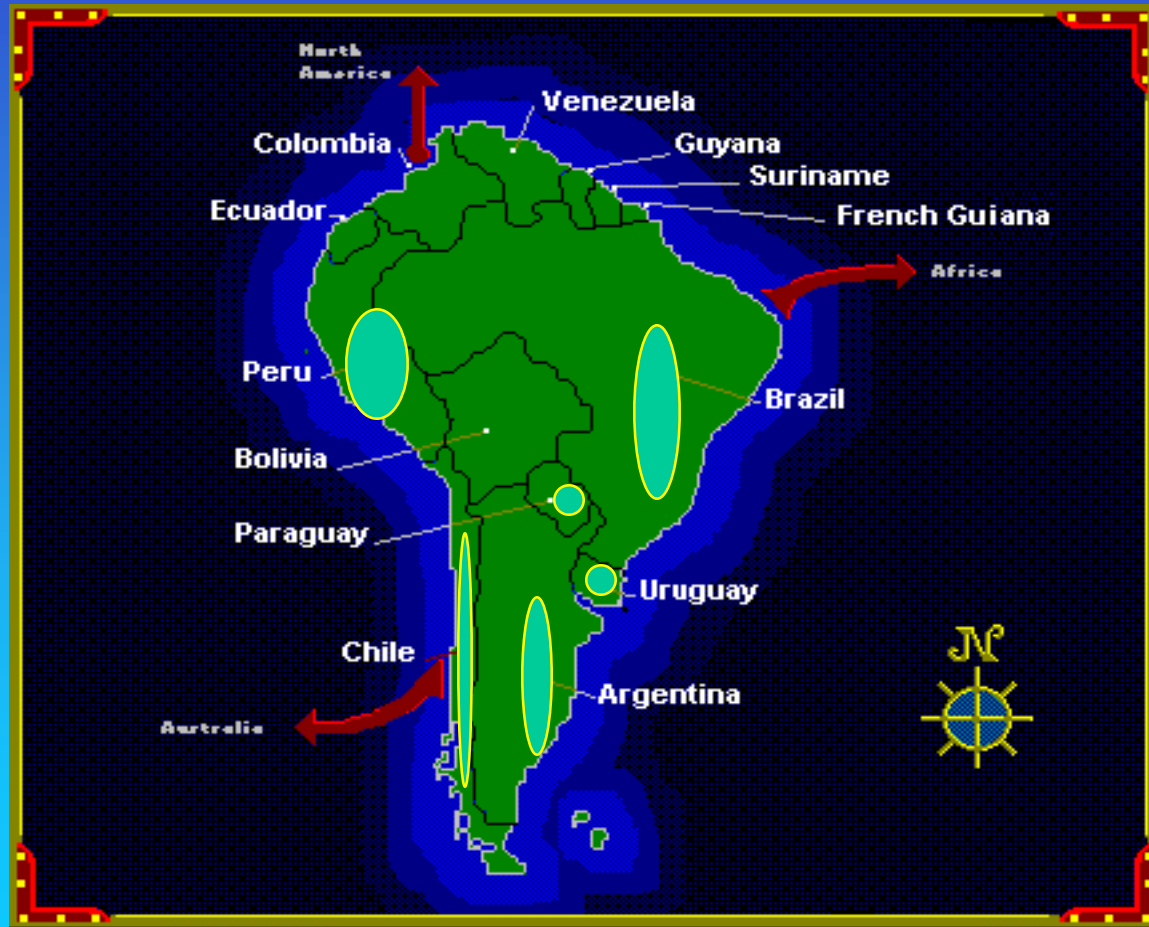 North
America
Venezuela
Colombia
Guyana
Suriname
Ecuador
French Guiana
Africa
Peru
Brazil
Bolivia
Paraguay
Uruguay
Chile
Argentina
Australia
N